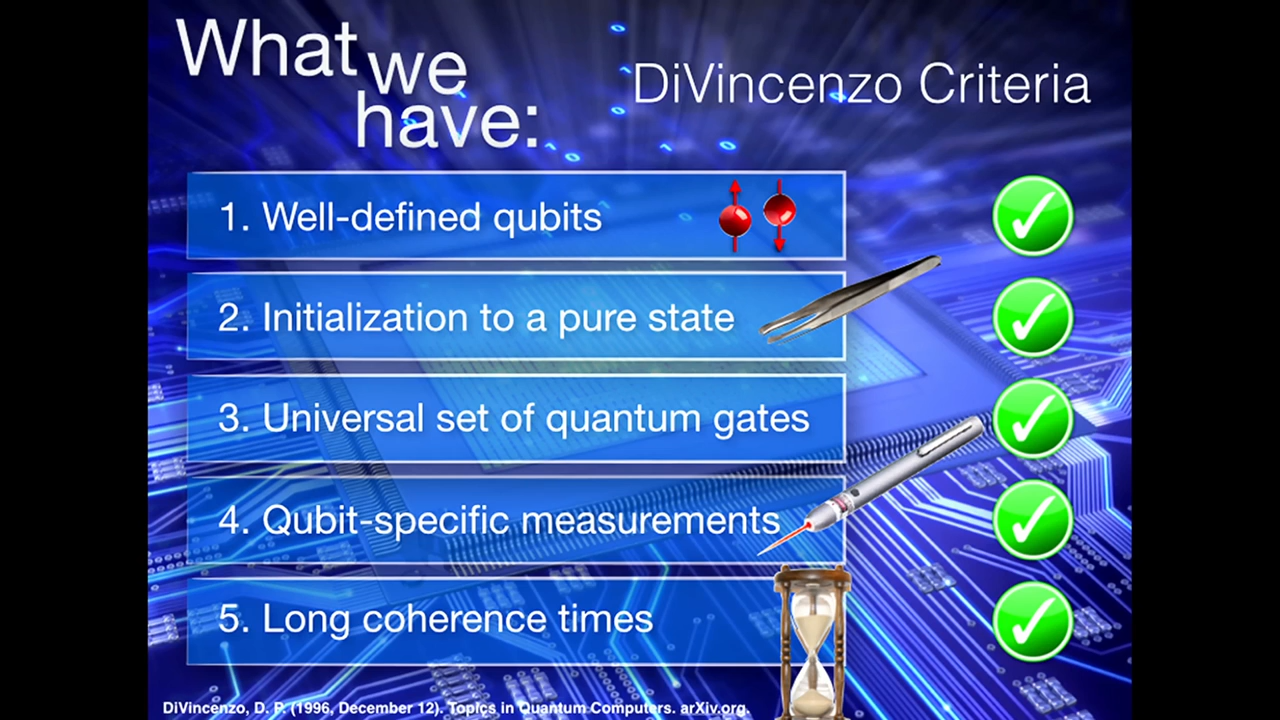 What we
have:
DiVincenzo Criteria
1. Well-defined qubits
2. Initialization to a pure state
3. Universal set of quantum gates
4. Qubit-specific measurements
5. Long coherence times
DiVincenzo, D. P. (1996, December 12). Topics in Quantum Computers. arXiv.org.